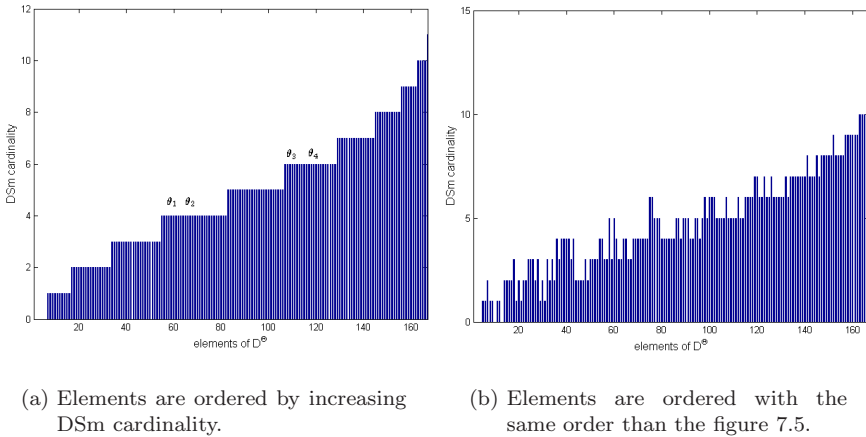 12
10
8
6
4
2
0
DSm cardinality
θ1 θ2
θ3 θ4
20 40 60 80 100 120 140 160
elements of D^Θ
15
10
5
0
DSm cardinality
20 40 60 80 100 120 140 160
elements of D^Θ
(a) Elements are ordered by increasing
DSm cardinality.
(b) Elements are ordered with the
same order than the figure 7.5.